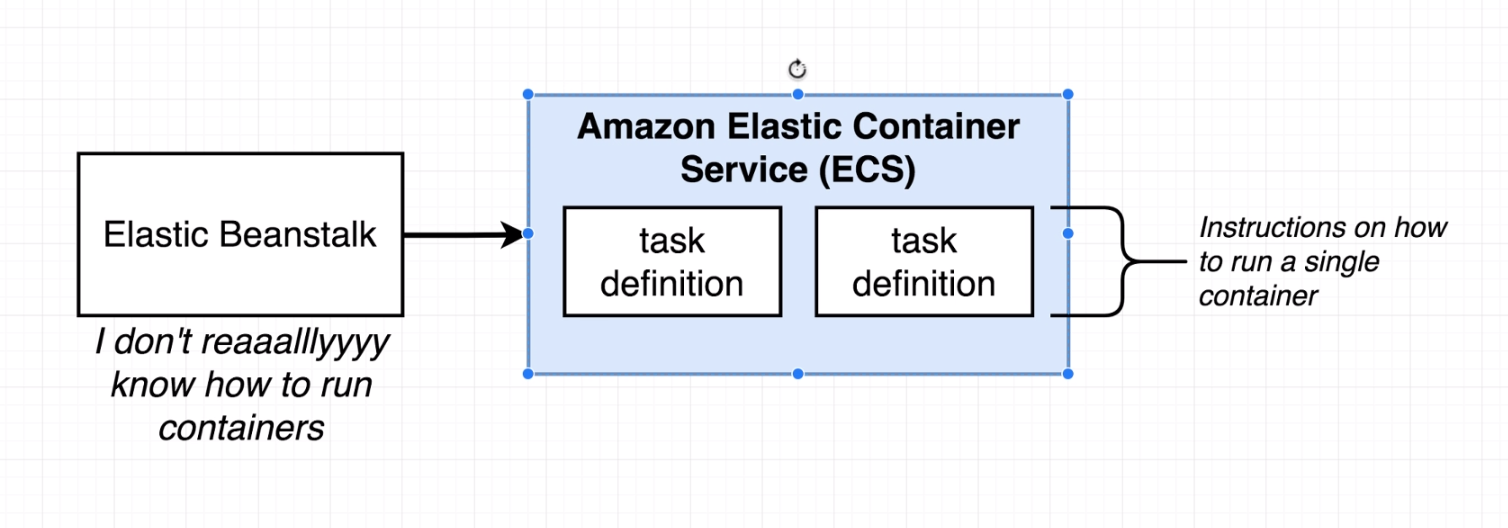 Amazon Elastic Container
Service (ECS)
Elastic Beanstalk
task
definition
task
definition
Instructions on how
to run a single
container
I don't reaaalllyyyy
know how to run
containers